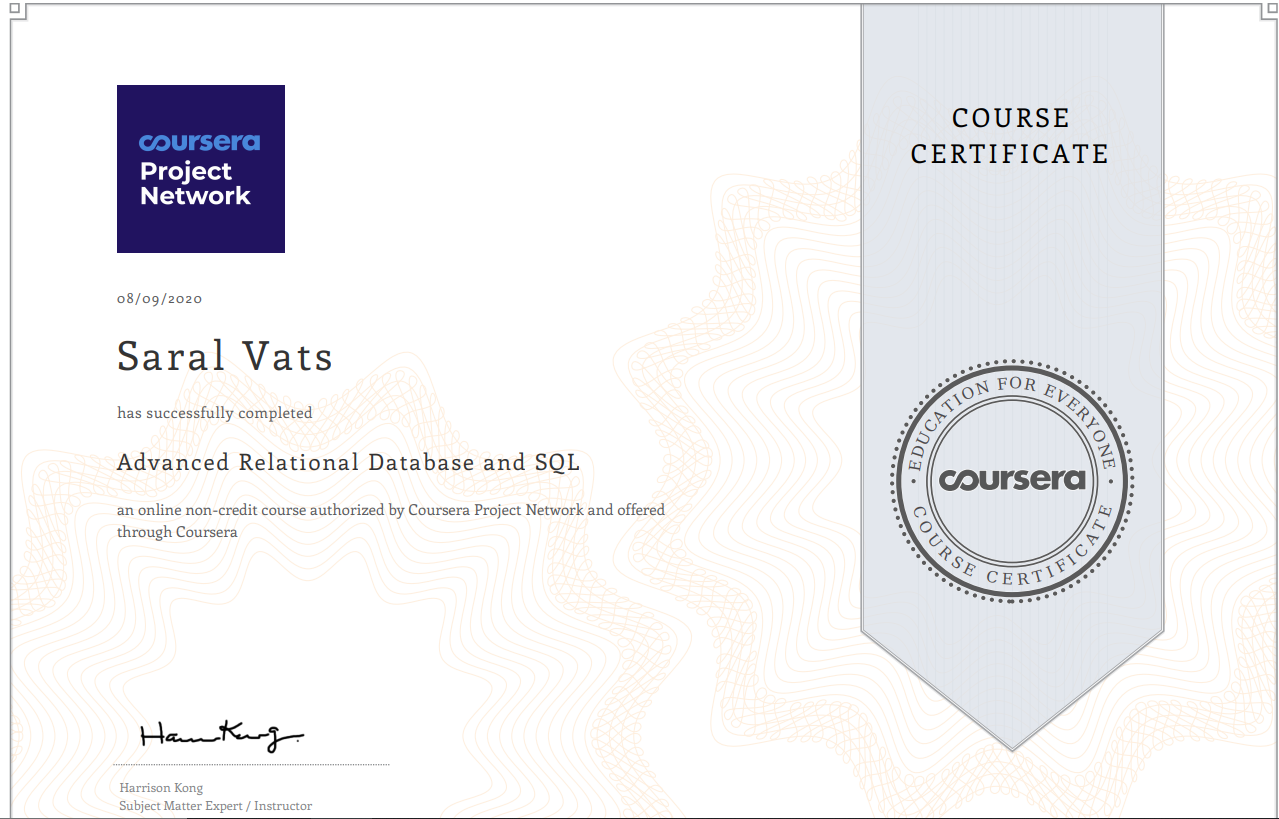 COURSE
CERTIFICATE
coursera
Project
Network
08/09/2020
Saral Vats
has successfully completed
Advanced Relational Database and SQL
an online non-credit course authorized by Coursera Project Network and offered
through Coursera
EDUCATION FOR EVERYONE
coursera
COURSE CERTIFICATE
Harrison Kong
Subject Matter Expert / Instructor